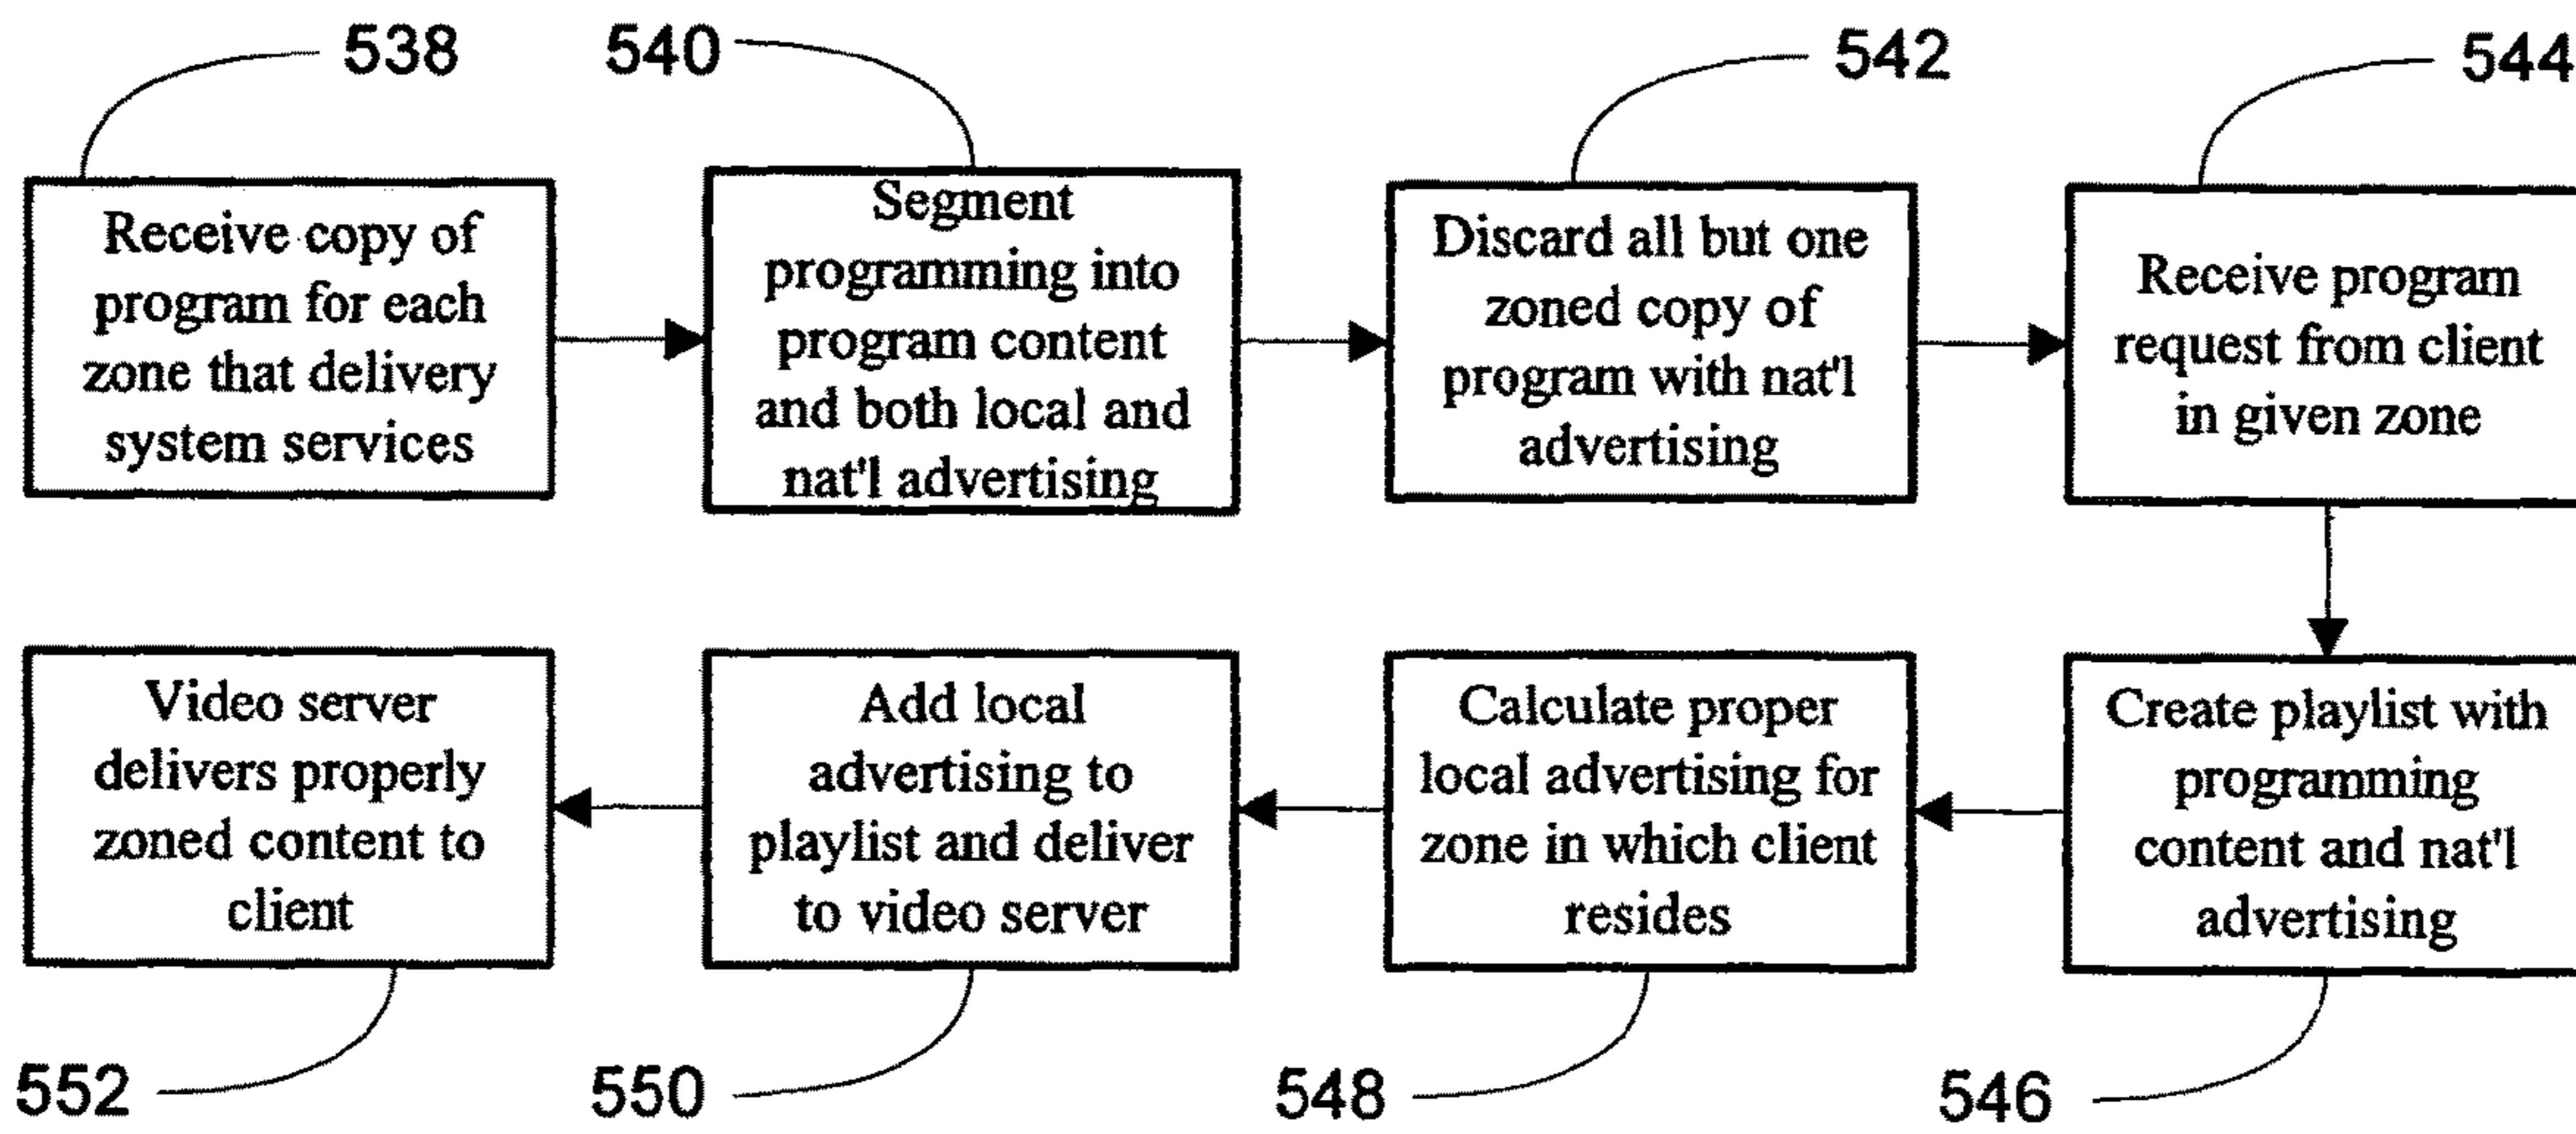 538
540
542
544
Receive copy of
program for each
zone that delivery
system services
Segment
programming into
program content
and both local and
nat'l advertising
Discard all but one
zoned copy of
program with nat'l
advertising
Receive program
request from client
in given zone
Create playlist with
programming
content and nat'l
advertising
Calculate proper
local advertising for
zone in which client
resides
Add local
advertising to
playlist and deliver
to video server
Video server
delivers properly
zoned content to
client
552
550
548
546